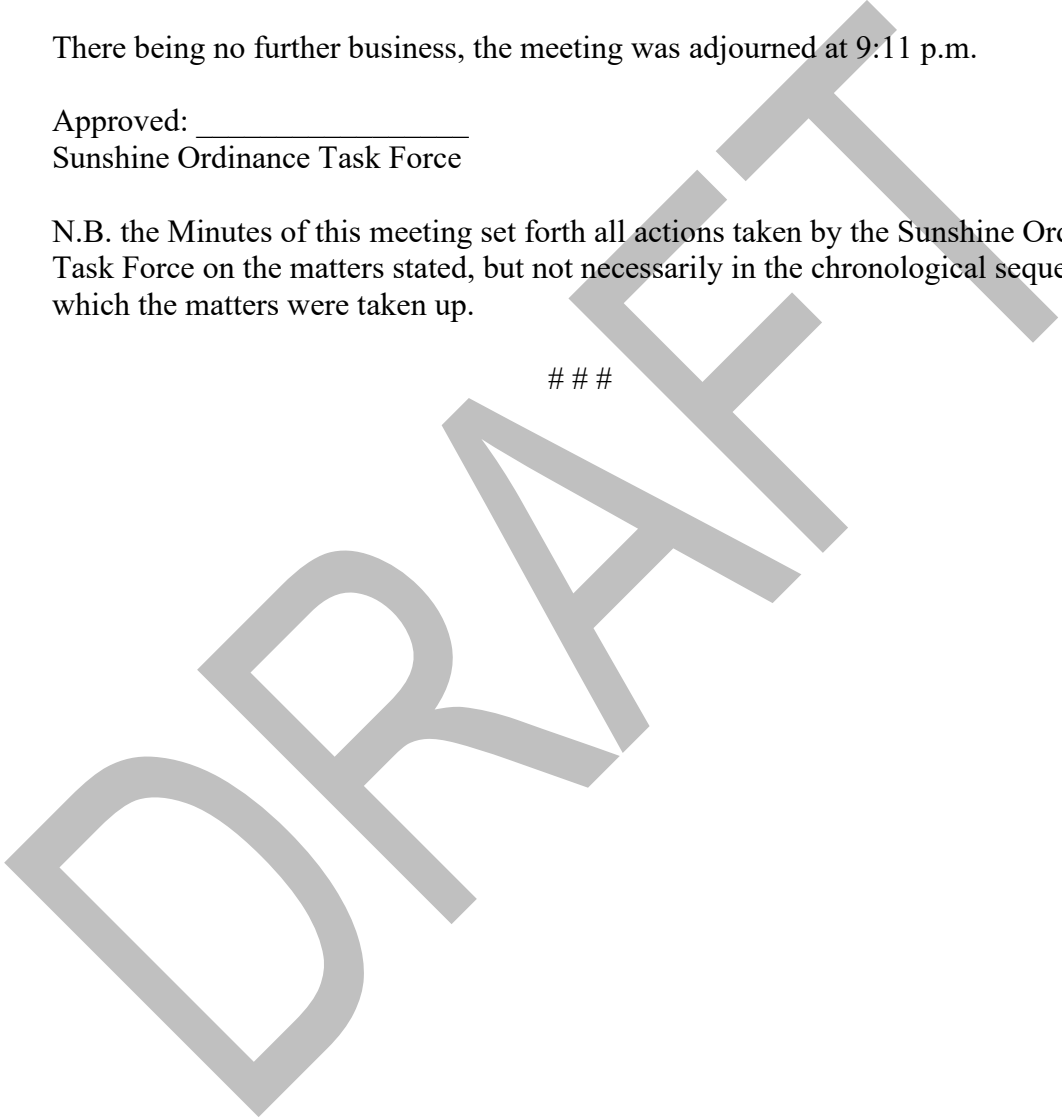 There being no further business, the meeting was adjourned at 9:11 p.m.
Approved: _________________
Sunshine Ordinance Task Force
N.B. the Minutes of this meeting set forth all actions taken by the Sunshine
Task Force on the matters stated, but not necessarily in the chronological
which the matters were taken up.
# # #
DRAFT